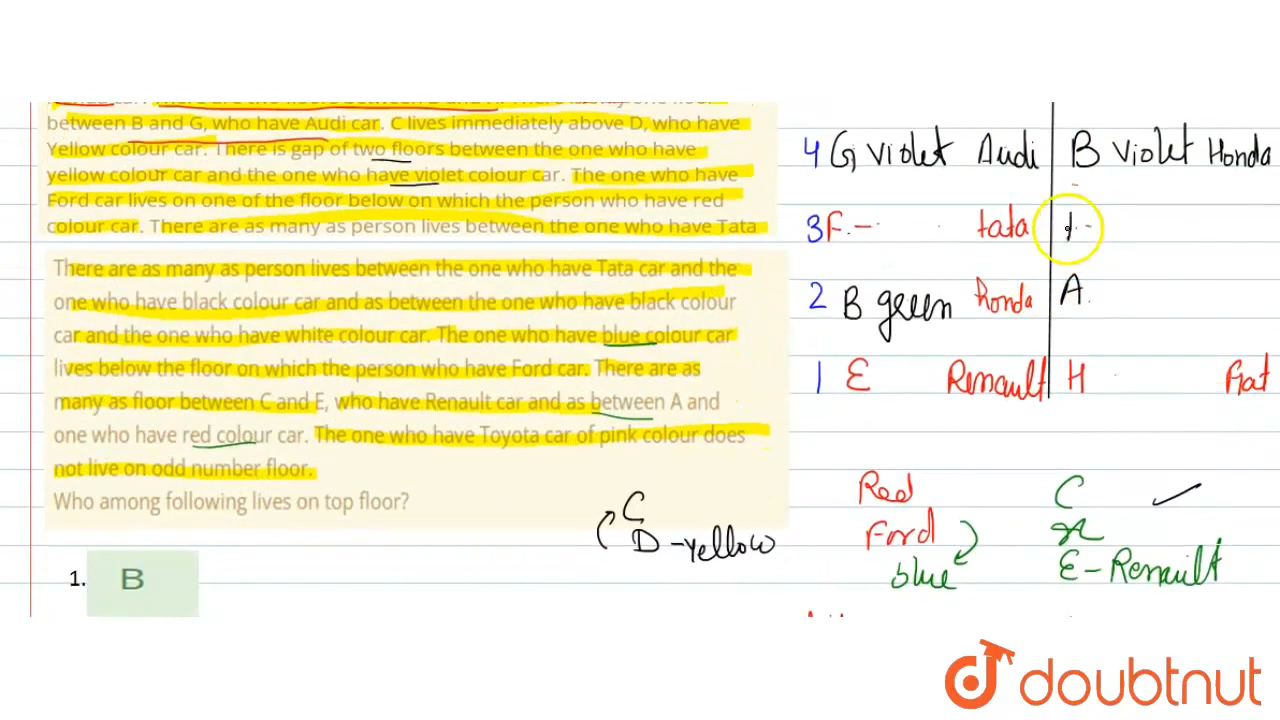 between B and G, who have Audi car. C lives immediately above D, who have
Yellow colour car. There is gap of two floors between the one who have
yellow colour car and the one who have violet colour car. The one who have
Ford car lives on one of the floor below on which the person who have red
colour car. There are as many as person lives between the one who have Tata
There are as many as person lives between the one who have Tata car and the
one who have black colour car and as between the one who have black colour
car and the one who have white colour car. The one who have blue colour car
lives below the floor on which the person who have Ford car. There are as
many as floor between C and E, who have Renault car and as between A and
one who have red colour car. The one who have Toyota car of pink colour does
not live on odd number floor.
Who among following lives on top floor?
C
D - yellow
1. B
4 G violet Audi B violet Honda
3 F - tata
2 B green honda A
1 E Renault H fiat
Red C
Ford
blue E - Renault
doubtnut